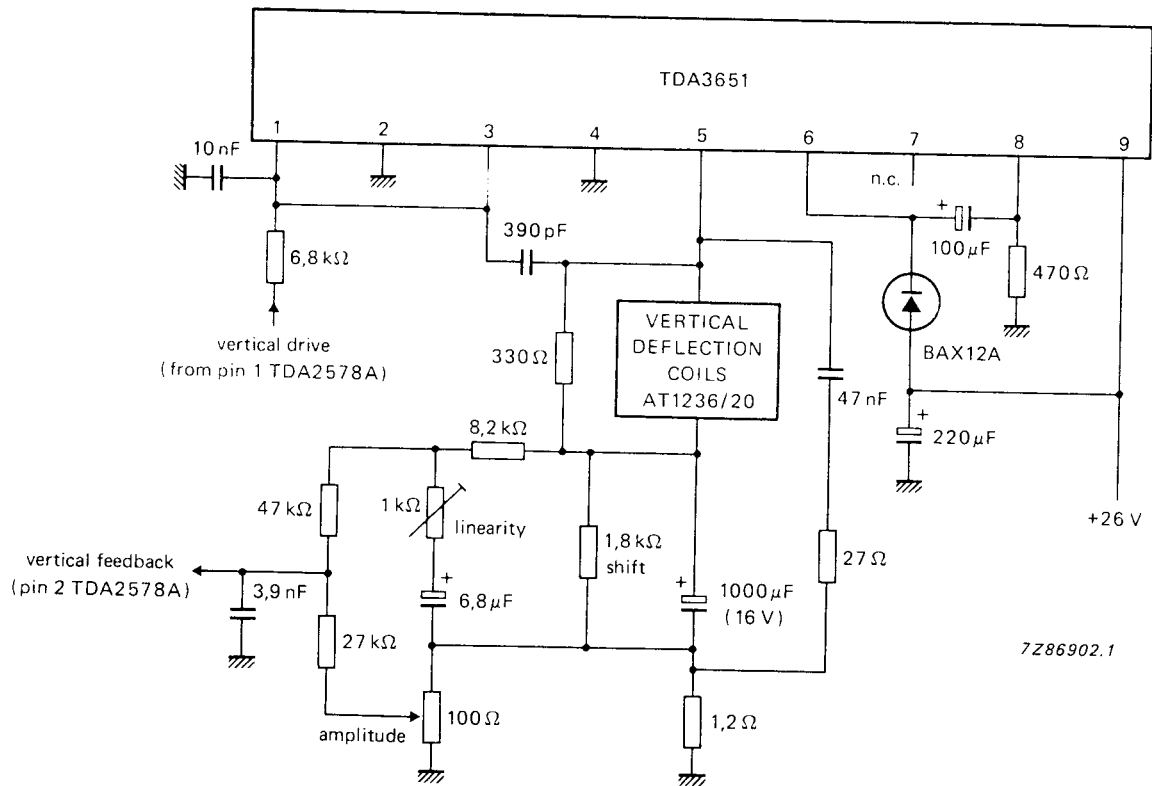 TDA3651
1 2 3 4 5 6 7 8 9
10 nF
n.c.
390 pF
+
100 μF
6,8 kΩ
470 Ω
vertical drive
(from pin 1 TDA2578A)
330 Ω
VERTICAL
DEFLECTION
COILS
AT1236/20
BAX12A
47 nF
8,2 kΩ
+
220 μF
47 kΩ
1 kΩ
linearity
+26 V
1,8 kΩ
shift
27 Ω
vertical feedback
(pin 2 TDA2578A)
3,9 nF
+
6,8 μF
+
1000 μF
(16 V)
27 kΩ
7Z86902.1
100 Ω
1,2 Ω
amplitude